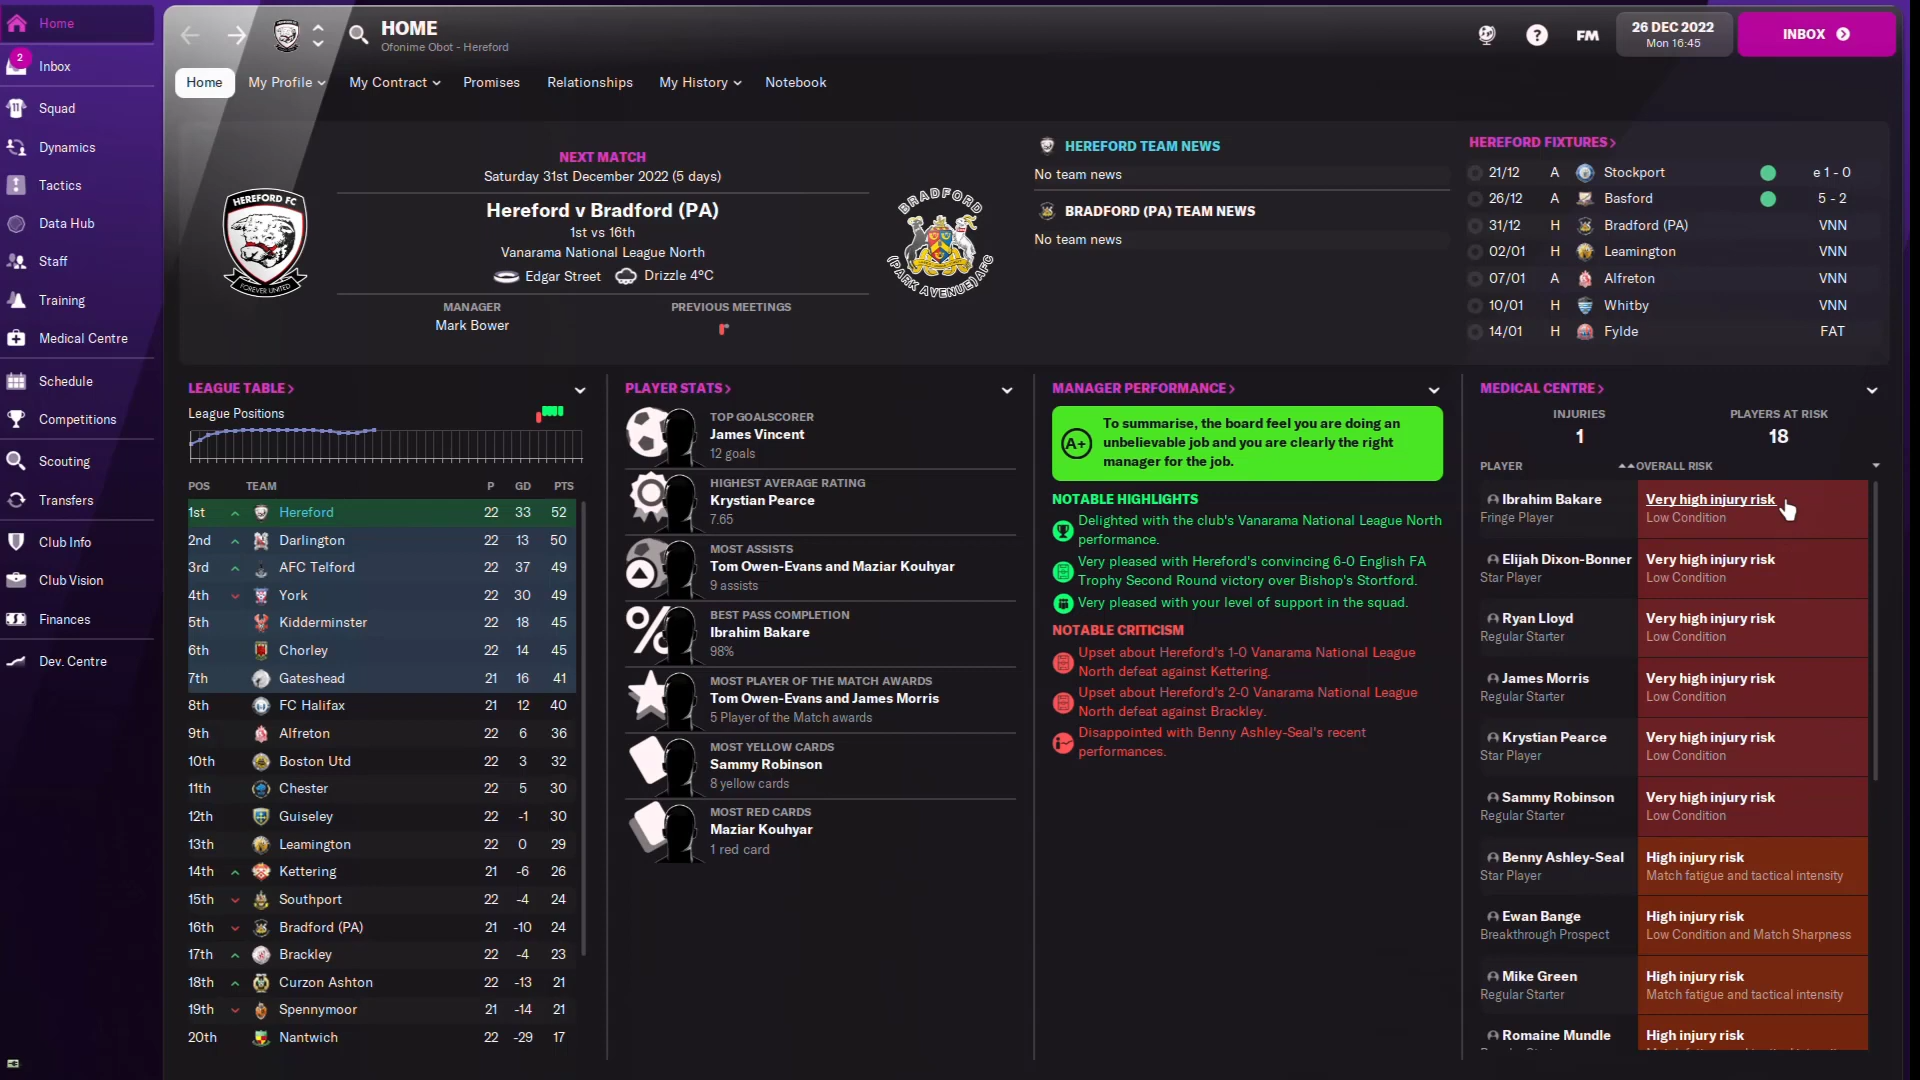 Home
2
Inbox
Squad
Dynamics
Tactics
Data Hub
Staff
Training
Medical Centre
Schedule
Competitions
Scouting
Transfers
Club Info
Club Vision
Finances
Dev. Centre
HOME
Ofonime Obot - Hereford
?
FM
26 DEC 2022
Mon 16:45
INBOX
Home
My Profile
My Contract
Promises
Relationships
My History
Notebook
HEREFORD FC
FOREVER UNITED
NEXT MATCH
Saturday 31st December 2022 (5 days)
Hereford v Bradford (PA)
1st vs 16th
Vanarama National League North
Edgar Street Drizzle 4°C
MANAGER
Mark Bower
PREVIOUS MEETINGS
BRADFORD
(PARK AVENUE) AFC
HEREFORD TEAM NEWS
No team news
BRADFORD (PA) TEAM NEWS
No team news
HEREFORD FIXTURES
21/12 A Stockport e 1 - 0
26/12 A Basford 5 - 2
31/12 H Bradford (PA) VNN
02/01 H Leamington VNN
07/01 A Alfreton VNN
10/01 H Whitby VNN
14/01 H Fylde FAT
LEAGUE TABLE
League Positions
POS TEAM P GD PTS
1st Hereford 22 33 52
2nd Darlington 22 13 50
3rd AFC Telford 22 37 49
4th York 22 30 49
5th Kidderminster 22 18 45
6th Chorley 22 14 45
7th Gateshead 21 16 41
8th FC Halifax 21 12 40
9th Alfreton 22 6 36
10th Boston Utd 22 3 32
11th Chester 22 5 30
12th Guiseley 22 -1 30
13th Leamington 22 0 29
14th Kettering 21 -6 26
15th Southport 22 -4 24
16th Bradford (PA) 21 -10 24
17th Brackley 22 -4 23
18th Curzon Ashton 22 -13 21
19th Spennymoor 21 -14 21
20th Nantwich 22 -29 17
PLAYER STATS
TOP GOALSCORER
James Vincent
12 goals
HIGHEST AVERAGE RATING
Krystian Pearce
7.65
MOST ASSISTS
Tom Owen-Evans and Maziar Kouhyar
9 assists
%
BEST PASS COMPLETION
Ibrahim Bakare
98%
MOST PLAYER OF THE MATCH AWARDS
Tom Owen-Evans and James Morris
5 Player of the Match awards
MOST YELLOW CARDS
Sammy Robinson
8 yellow cards
MOST RED CARDS
Maziar Kouhyar
1 red card
MANAGER PERFORMANCE
A+
To summarise, the board feel you are doing an
unbelievable job and you are clearly the right
manager for the job.
NOTABLE HIGHLIGHTS
Delighted with the club's Vanarama National League North
performance.
Very pleased with Hereford's convincing 6-0 English FA
Trophy Second Round victory over Bishop's Stortford.
Very pleased with your level of support in the squad.
NOTABLE CRITICISM
Upset about Hereford's 1-0 Vanarama National League
North defeat against Kettering.
Upset about Hereford's 2-0 Vanarama National League
North defeat against Brackley.
Disappointed with Benny Ashley-Seal's recent
performances.
MEDICAL CENTRE
INJURIES PLAYERS AT RISK
1 18
PLAYER OVERALL RISK
Ibrahim Bakare Very high injury risk
Fringe Player Low Condition
Elijah Dixon-Bonner Very high injury risk
Star Player Low Condition
Ryan Lloyd Very high injury risk
Regular Starter Low Condition
James Morris Very high injury risk
Regular Starter Low Condition
Krystian Pearce Very high injury risk
Star Player Low Condition
Sammy Robinson Very high injury risk
Regular Starter Low Condition
Benny Ashley-Seal High injury risk
Star Player Match fatigue and tactical intensity
Ewan Bange High injury risk
Breakthrough Prospect Low Condition and Match Sharpness
Mike Green High injury risk
Regular Starter Match fatigue and tactical intensity
Romaine Mundle High injury risk